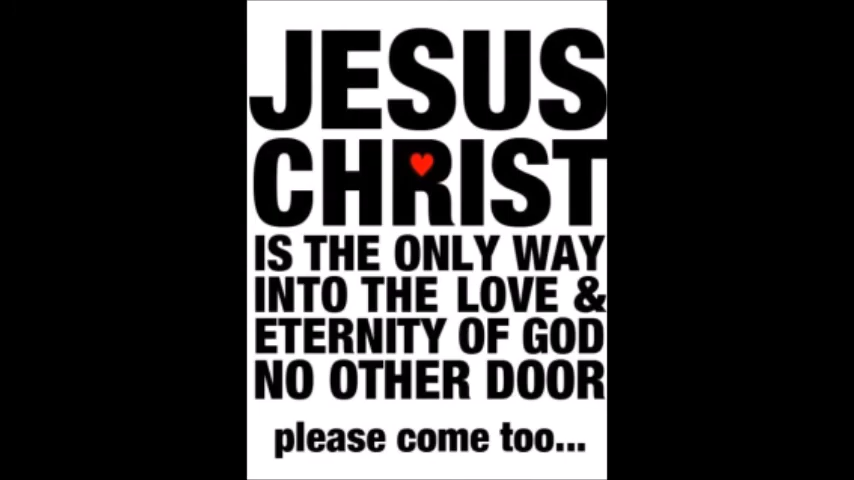 JESUS
CHRIST
IS THE ONLY WAY
INTO THE LOVE &
ETERNITY OF GOD
NO OTHER DOOR
please come too...